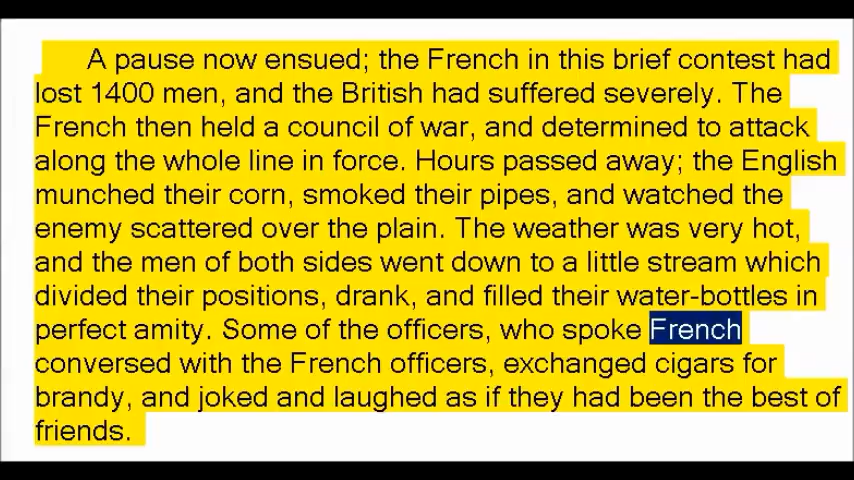 A pause now ensued; the French in this brief contest had
lost 1400 men, and the British had suffered severely. The
French then held a council of war, and determined to attack
along the whole line in force. Hours passed away; the English
munched their corn, smoked their pipes, and watched the
enemy scattered over the plain. The weather was very hot,
and the men of both sides went down to a little stream which
divided their positions, drank, and filled their water-bottles in
perfect amity. Some of the officers, who spoke French
conversed with the French officers, exchanged cigars for
brandy, and joked and laughed as if they had been the best of
friends.